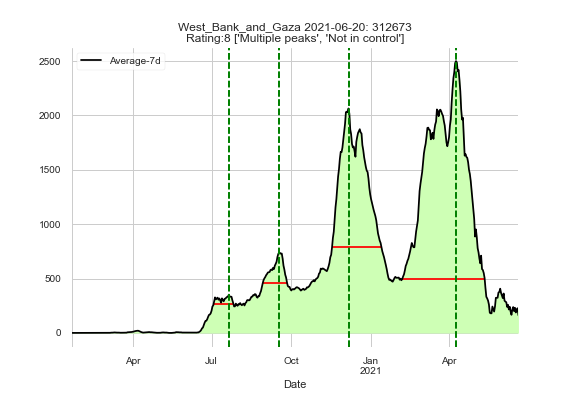 West_Bank_and_Gaza 2021-06-20: 312673
Rating:8 ['Multiple peaks', 'Not in control']
Average-7d
2500
2000
1500
1000
500
0
Apr
Jul
Oct
Jan
2021
Apr
Date